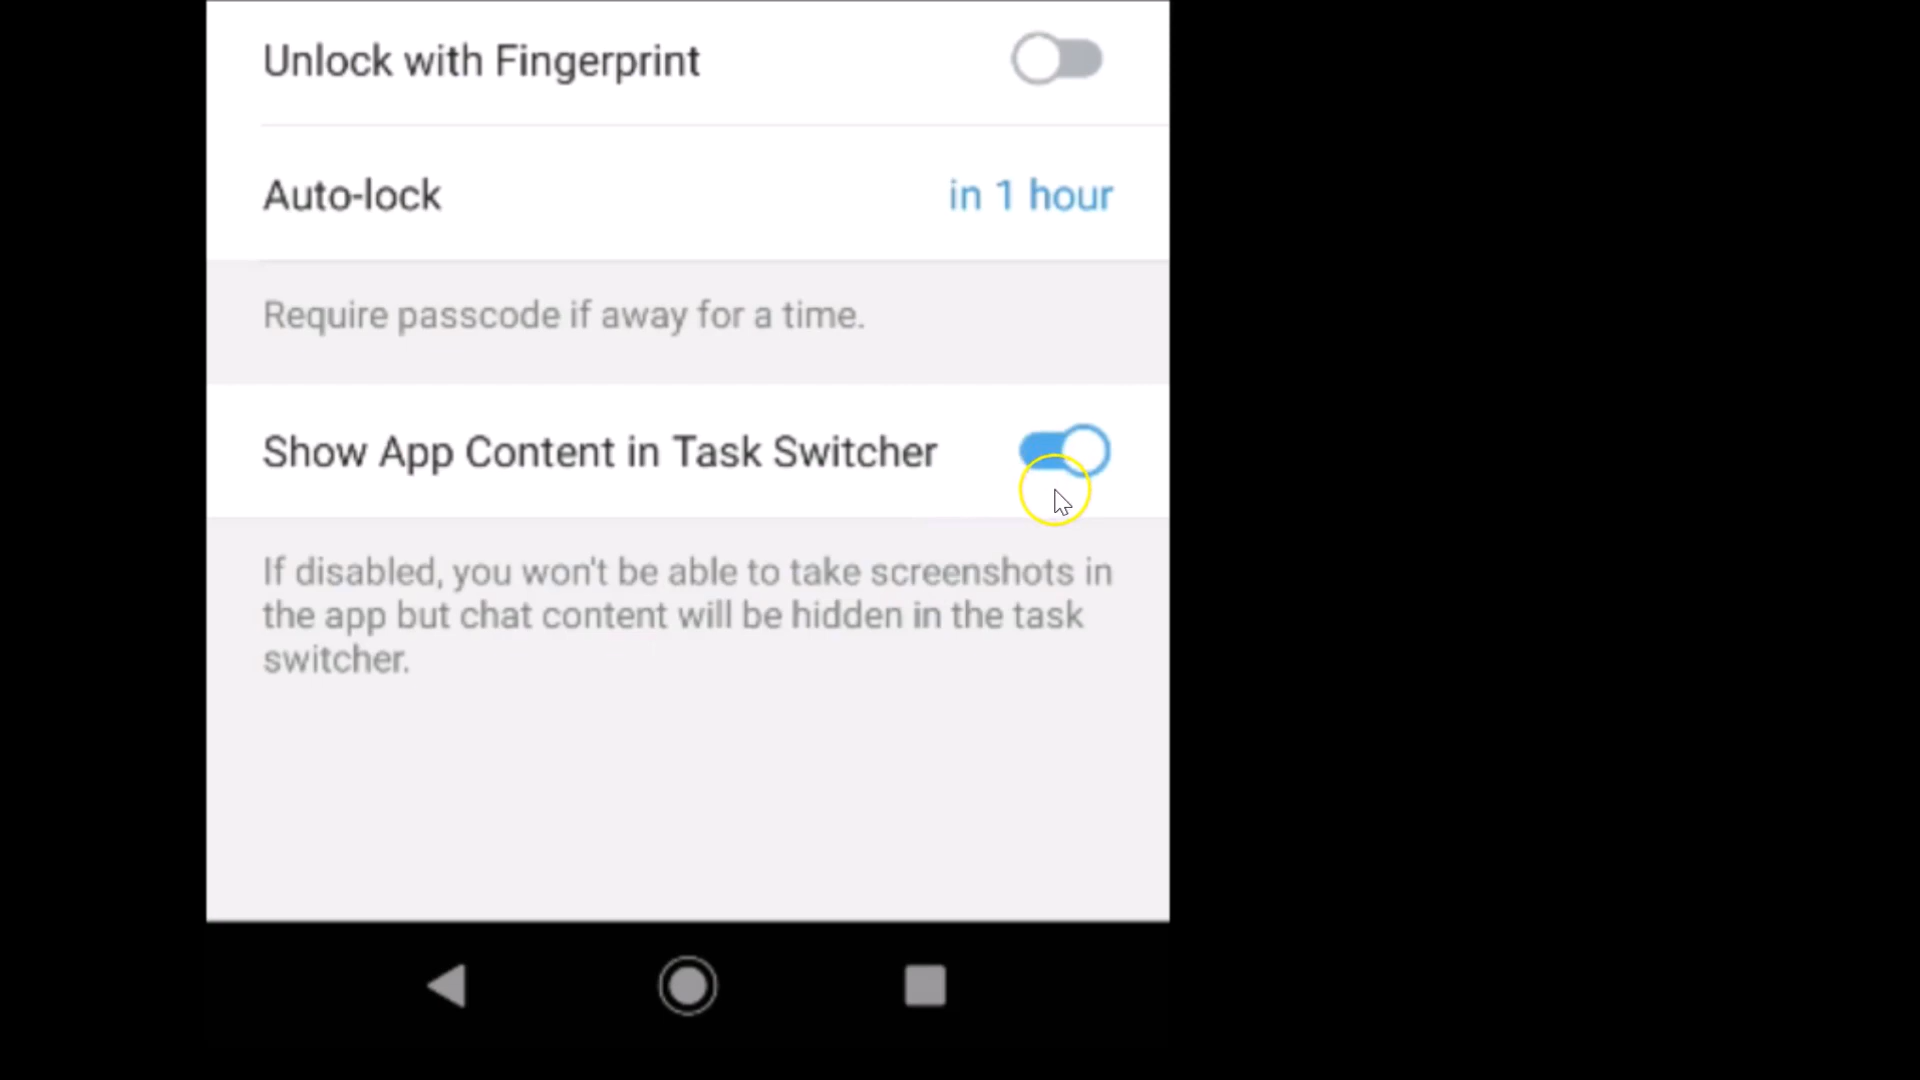 Unlock with Fingerprint
Auto-lock in 1 hour
Require passcode if away for a time.
Show App Content in Task Switcher
If disabled, you won't be able to take screenshots in
the app but chat content will be hidden in the task
switcher.